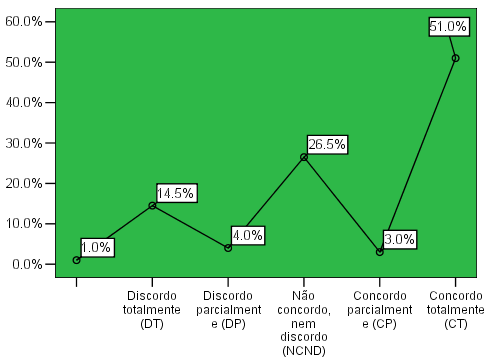 60.0%
50.0%
40.0%
30.0%
20.0%
10.0%
0.0%
1.0%
14.5%
4.0%
26.5%
3.0%
51.0%
Discordo
totalmente
(DT)
Discordo
parcialment
e (DP)
Não
concordo,
nem
discordo
(NCND)
Concordo
parcialment
e (CP)
Concordo
totalmente
(CT)